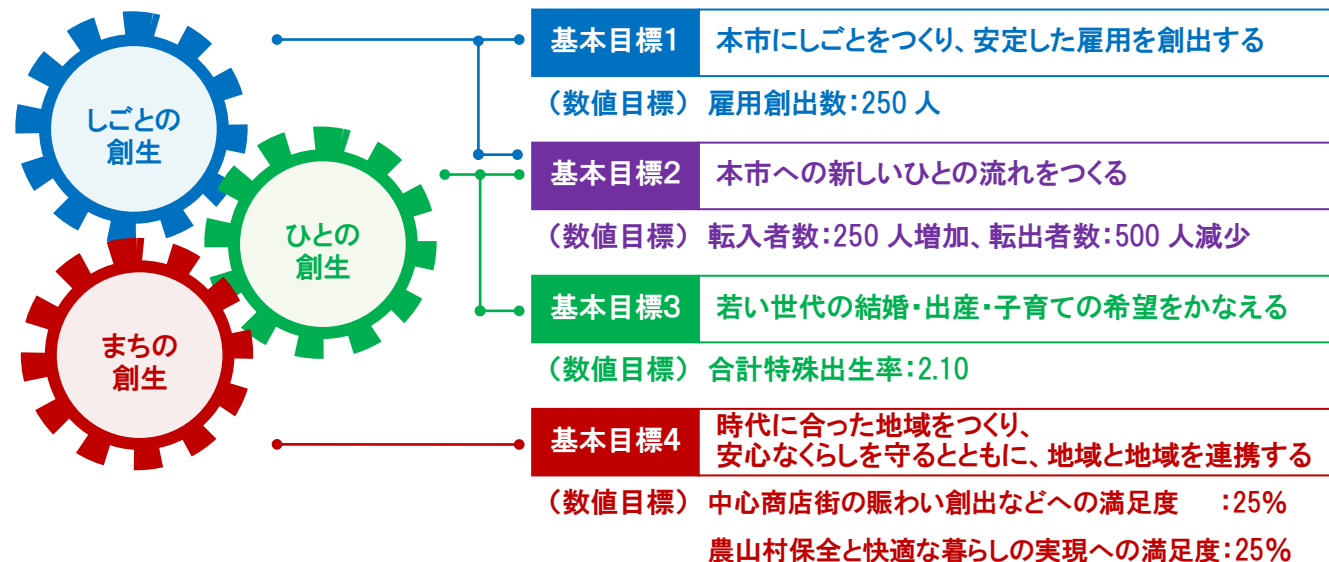 しごとの
創生
ひとの
創生
まちの
創生
基本目標1 本市にしごとをつくり、安定した雇用を創出する
(数値目標) 雇用創出数:250 人
基本目標2 本市への新しいひとの流れをつくる
(数値目標) 転入者数:250 人増加、転出者数:500 人減少
基本目標3 若い世代の結婚・出産・子育ての希望をかなえる
(数値目標) 合計特殊出生率:2.10
基本目標4 時代に合った地域をつくり、
安心なくらしを守るとともに、地域と地域を連携する
(数値目標) 中心商店街の賑わい創出などへの満足度 :25%
農山村保全と快適な暮らしの実現への満足度:25%